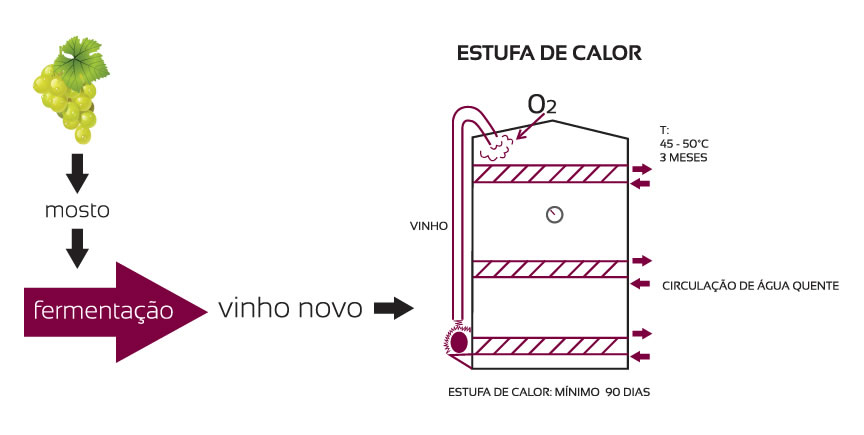 ESTUFA DE CALOR
O2
T:
45 - 50°C
3 MESES
mosto
VINHO
fermentação
vinho novo
CIRCULAÇÃO DE ÁGUA QUENTE
ESTUFA DE CALOR: MÍNIMO 90 DIAS